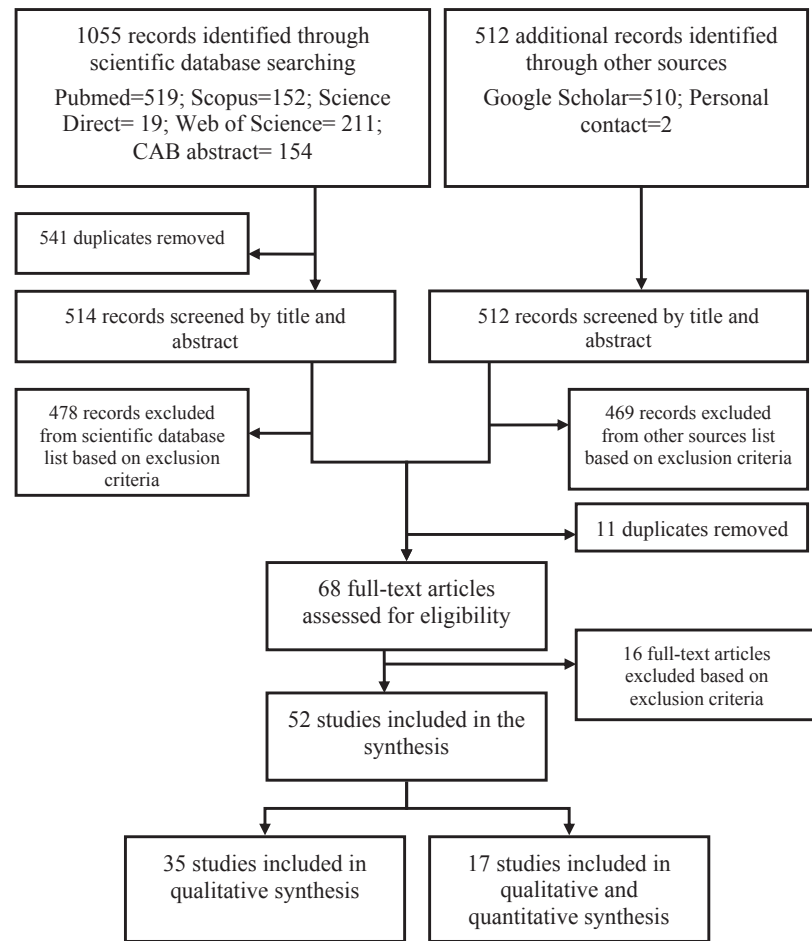 1055 records identified through
scientific database searching
Pubmed=519; Scopus=152; Science
Direct= 19; Web of Science= 211;
CAB abstract= 154
512 additional records identified
through other sources
Google Scholar=510; Personal
contact=2
541 duplicates removed
514 records screened by title and
abstract
512 records screened by title and
abstract
478 records excluded
from scientific database
list based on exclusion
criteria
469 records excluded
from other sources list
based on exclusion criteria
11 duplicates removed
68 full-text articles
assessed for eligibility
16 full-text articles
excluded based on
exclusion criteria
52 studies included in the
synthesis
35 studies included in
qualitative synthesis
17 studies included in
qualitative and
quantitative synthesis